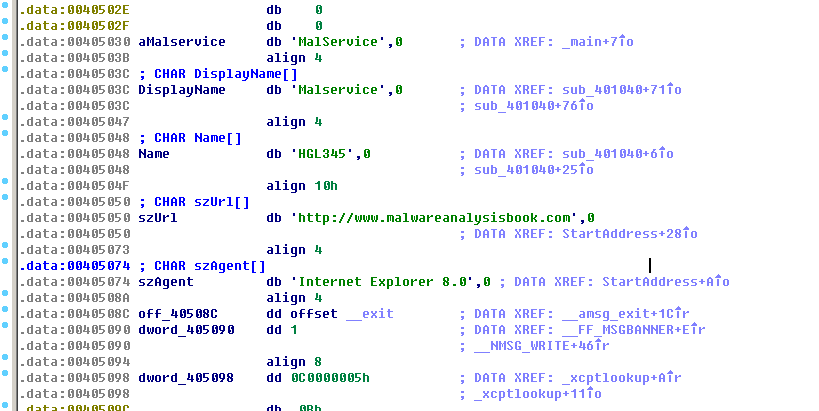 .data:0040502E                 db    0
.data:0040502F                 db    0
.data:00405030 aMalservice     db 'MalService',0       ; DATA XREF: _main+7↑o
.data:0040503B                 align 4
.data:0040503C ; CHAR DisplayName[]
.data:0040503C DisplayName     db 'Malservice',0       ; DATA XREF: sub_401040+71↑o
.data:0040503C                                         ; sub_401040+76↑o
.data:00405047                 align 4
.data:00405048 ; CHAR Name[]
.data:00405048 Name            db 'HGL345',0           ; DATA XREF: sub_401040+6↑o
.data:00405048                                         ; sub_401040+25↑o
.data:0040504F                 align 10h
.data:00405050 ; CHAR szUrl[]
.data:00405050 szUrl           db 'http://www.malwareanalysisbook.com',0
.data:00405050                                         ; DATA XREF: StartAddress+28↑o
.data:00405073                 align 4
.data:00405074 ; CHAR szAgent[]
.data:00405074 szAgent         db 'Internet Explorer 8.0',0 ; DATA XREF: StartAddress+A↑o
.data:0040508A                 align 4
.data:0040508C off_40508C      dd offset __exit        ; DATA XREF: __amsg_exit+1C↑r
.data:00405090 dword_405090    dd 1                    ; DATA XREF: __FF_MSGBANNER+E↑r
.data:00405090                                         ; __NMSG_WRITE+46↑r
.data:00405094                 align 8
.data:00405098 dword_405098    dd 0C0000005h           ; DATA XREF: _xcptlookup+A↑r
.data:00405098                                         ; _xcptlookup+11↑o
.data:0040509C                 db  0Bh